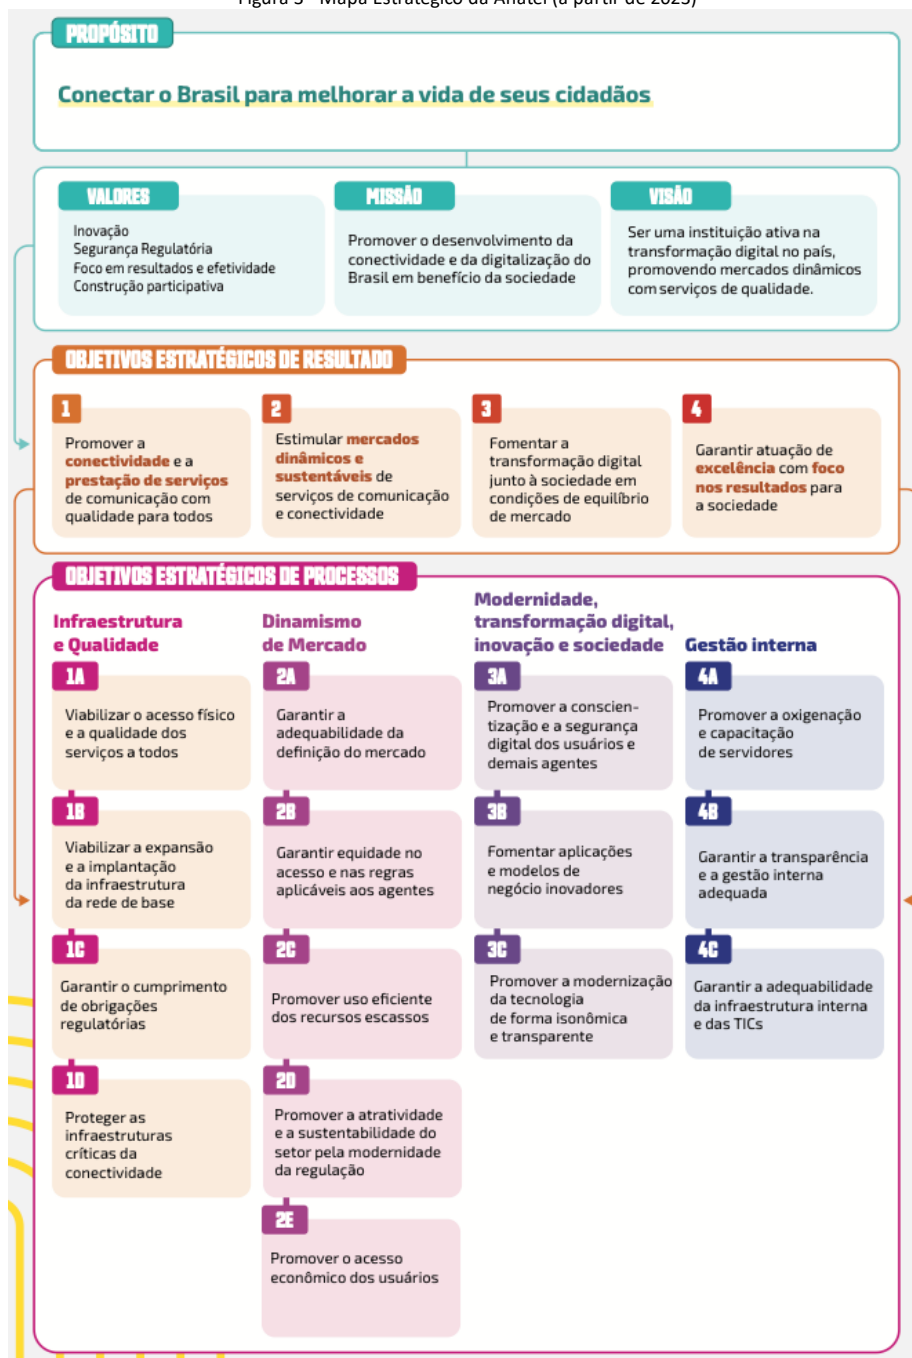 Figura 3 - Mapa Estratégico da Anatel (a partir de 2023)
PROPÓSITO
Conectar o Brasil para melhorar a vida de seus cidadãos
VALORES
Inovação
Segurança Regulatória
Foco em resultados e efetividade
Construção participativa
MISSÃO
Promover o desenvolvimento da
conectividade e da digitalização do
Brasil em benefício da sociedade
VISÃO
Ser uma instituição ativa na
transformação digital no país,
promovendo mercados dinâmicos
com serviços de qualidade.
OBJETIVOS ESTRATÉGICOS DE RESULTADO
1
Promover a
conectividade e a
prestação de serviços
de comunicação com
qualidade para todos
2
Estimular mercados
dinâmicos e
sustentáveis de
serviços de comunicação
e conectividade
3
Fomentar a
transformação digital
junto à sociedade em
condições de equilíbrio
de mercado
4
Garantir atuação de
excelência com foco
nos resultados para
a sociedade
OBJETIVOS ESTRATÉGICOS DE PROCESSOS
Infraestrutura
e Qualidade
1A
Viabilizar o acesso físico
e a qualidade dos
serviços a todos
1B
Viabilizar a expansão
e a implantação
da infraestrutura
da rede de base
1C
Garantir o cumprimento
de obrigações
regulatórias
1D
Proteger as
infraestruturas
críticas da
conectividade
Dinamismo
de Mercado
2A
Garantir a
adequabilidade da
definição do mercado
2B
Garantir equidade no
acesso e nas regras
aplicáveis aos agentes
2C
Promover uso eficiente
dos recursos escassos
2D
Promover a atratividade
e a sustentabilidade do
setor pela modernidade
da regulação
2E
Promover o acesso
econômico dos usuários
Modernidade,
transformação digital,
inovação e sociedade
3A
Promover a conscien-
tização e a segurança
digital dos usuários e
demais agentes
3B
Fomentar aplicações
e modelos de
negócio inovadores
3C
Promover a modernização
da tecnologia
de forma isonômica
e transparente
Gestão interna
4A
Promover a oxigenação
e capacitação
de servidores
4B
Garantir a transparência
e a gestão interna
adequada
4C
Garantir a adequabilidade
da infraestrutura interna
e das TICs